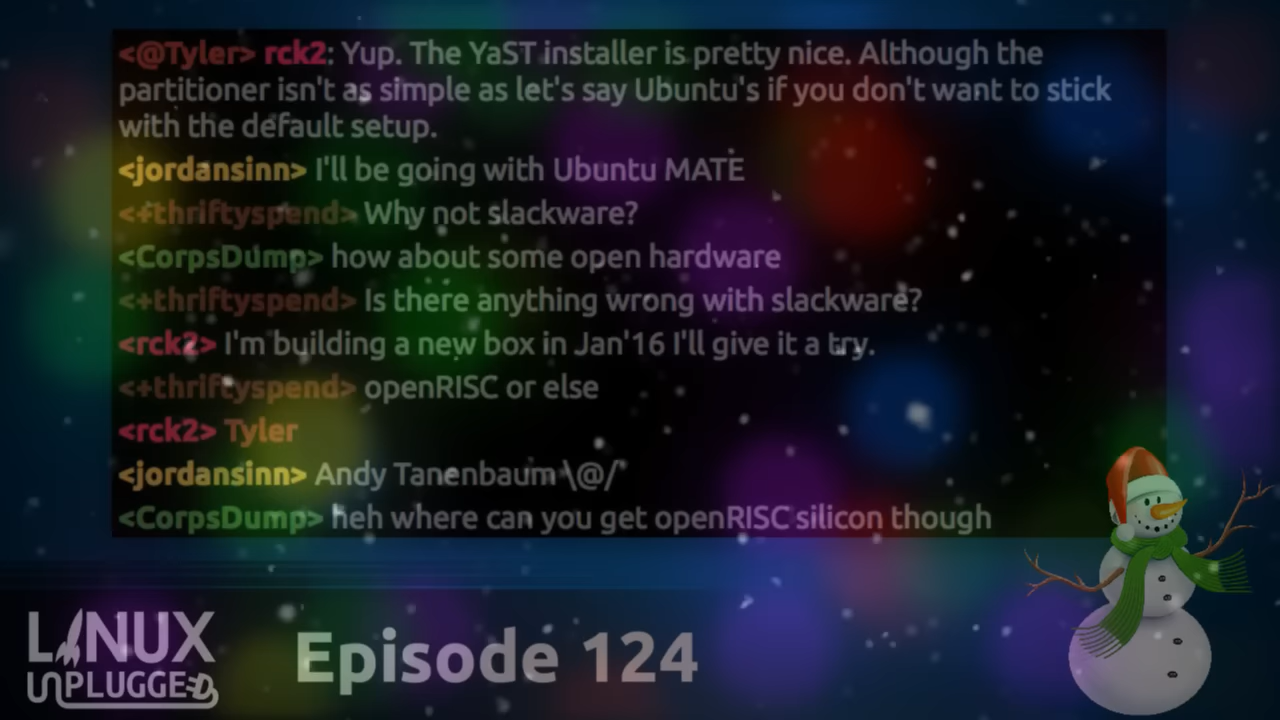 <@Tyler> rck2: Yup. The YaST installer is pretty nice. Although the
partitioner isn't as simple as let's say Ubuntu's if you don't want to stick
with the default setup.
<jordansinn> I'll be going with Ubuntu MATE
<+thriftyspend> Why not slackware?
<CorpsDump> how about some open hardware
<+thriftyspend> Is there anything wrong with slackware?
<rck2> I'm building a new box in Jan'16 I'll give it a try.
<+thriftyspend> openRISC or else
<rck2> Tyler
<jordansinn> Andy Tanenbaum \@/
<CorpsDump> heh where can you get openRISC silicon though
LINUX
UNPLUGGED
Episode 124